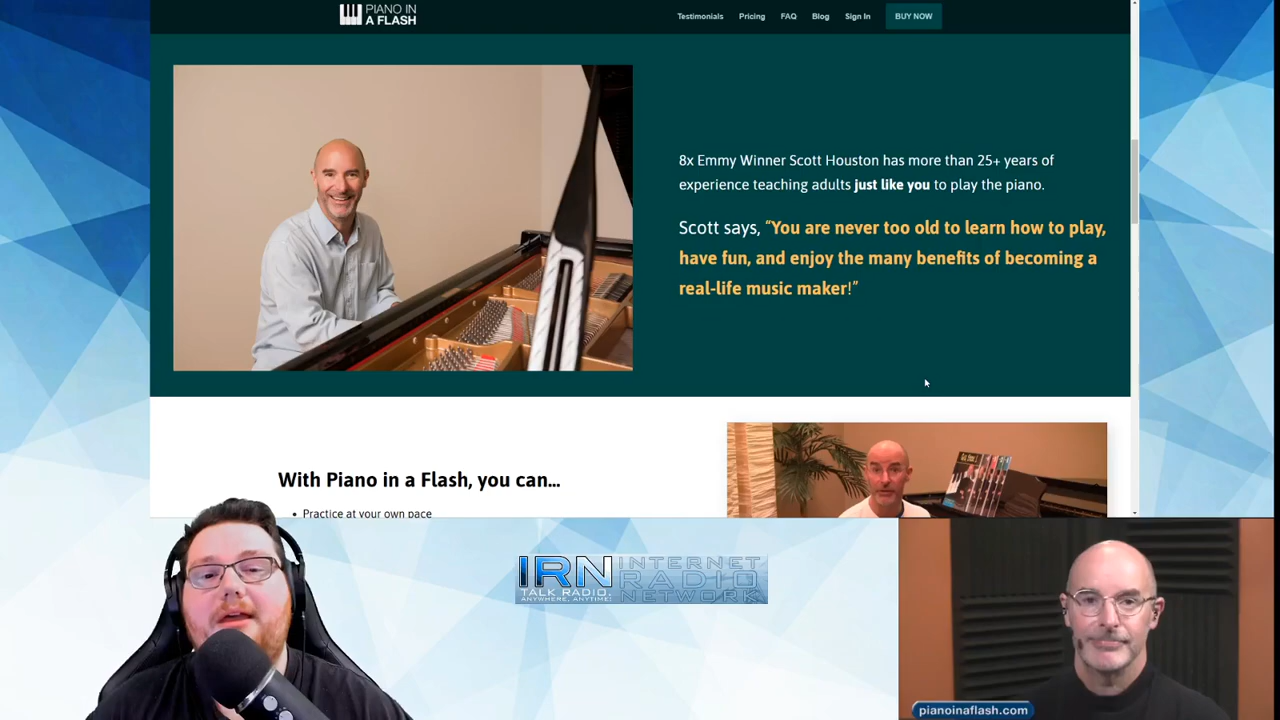 PIANO IN
A FLASH
Testimonials
Pricing
FAQ
Blog
Sign In
BUY NOW
8x Emmy Winner Scott Houston has more than 25+ years of
experience teaching adults just like you to play the piano.
Scott says, “You are never too old to learn how to play,
have fun, and enjoy the many benefits of becoming a
real-life music maker!”
With Piano in a Flash, you can...
• Practice at your own pace
IRN
TALK RADIO.
ANYWHERE. ANYTIME.
INTERNET
RADIO
NETWORK
pianoinaflash.com